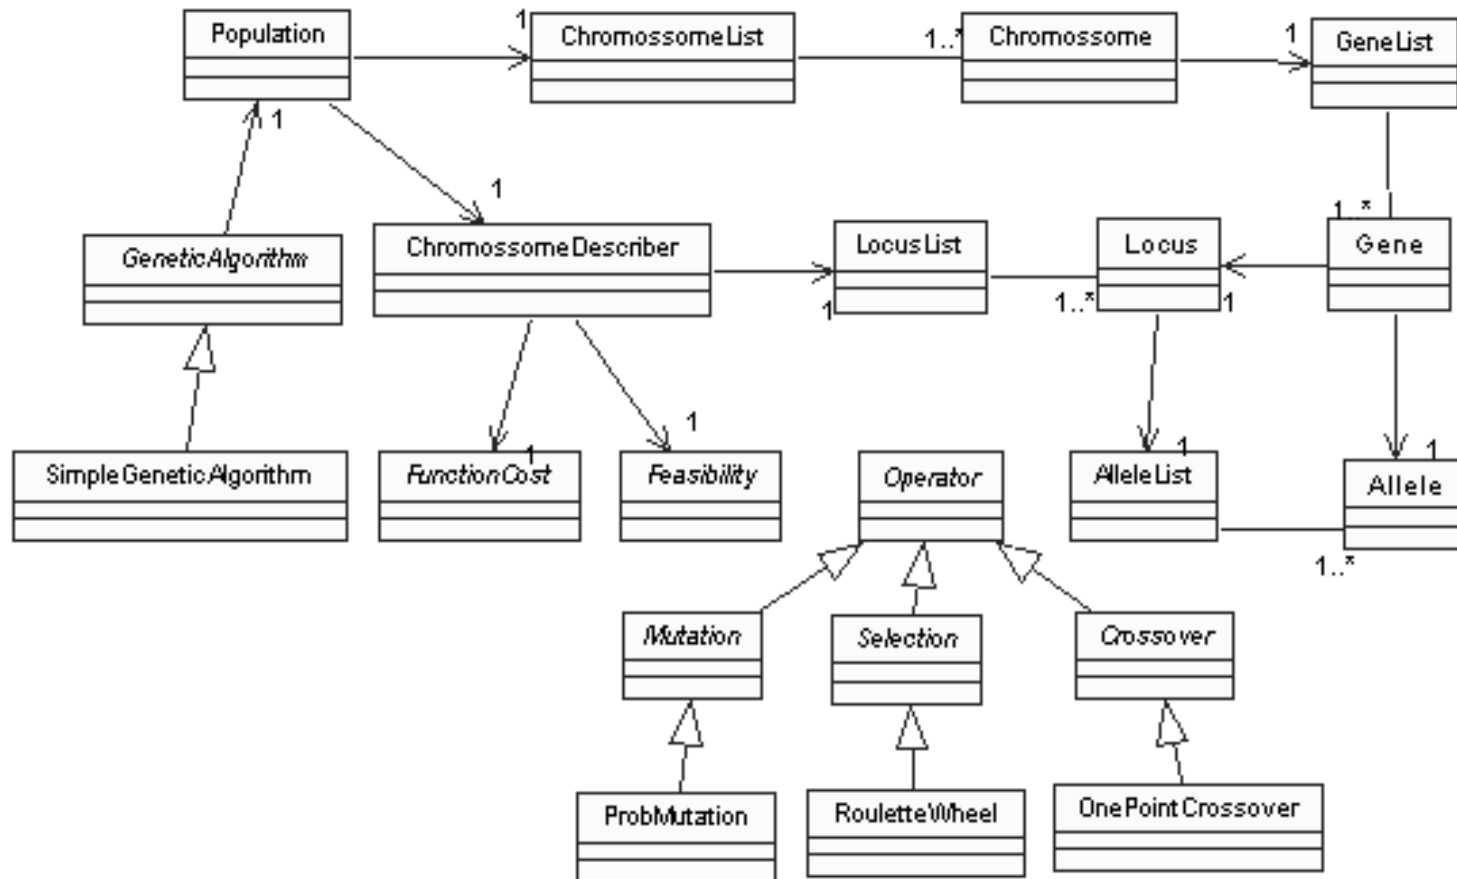 Population
1
ChromossomeList
1..*
Chromossome
1
GeneList
1
1
1..*
GeneticAlgorithm
ChromossomeDescriber
LocusList
Locus
Gene
1
1..*
1
SimpleGeneticAlgorithm
FunctionCost
1
Feasibility
1
Operator
AlleleList
1
Allele
1
1..*
Mutation
Selection
Crossover
ProbMutation
RouletteWheel
OnePointCrossover